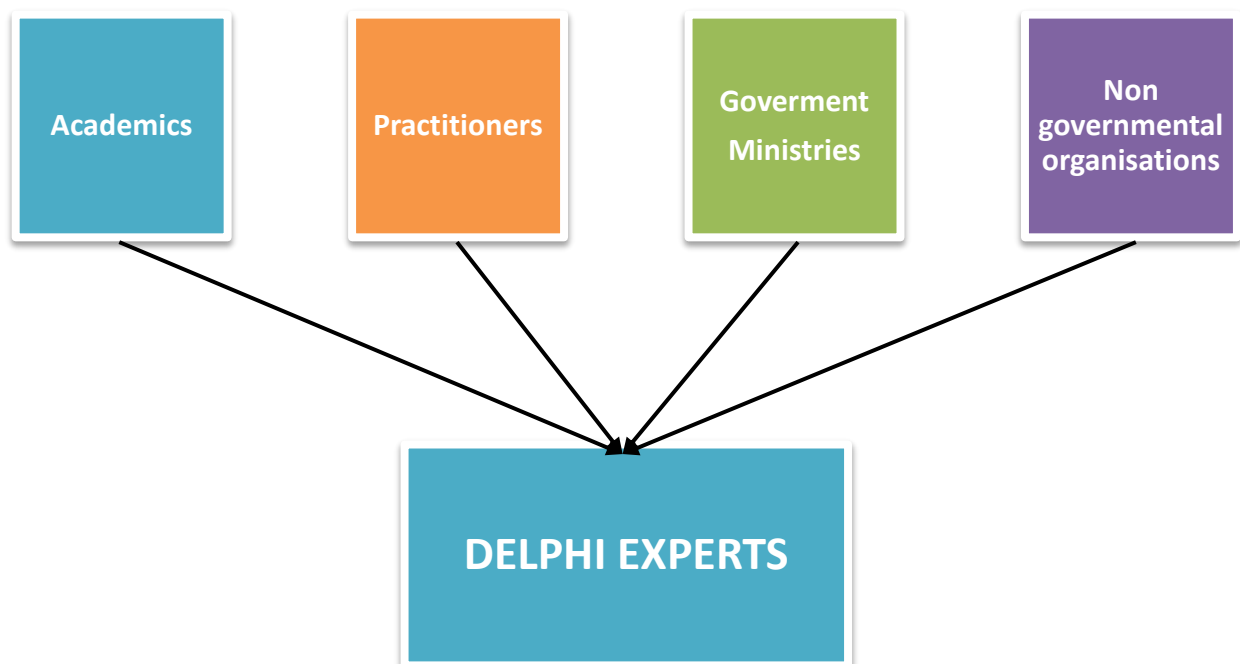 Academics
Practitioners
Goverment
Ministries
Non
governmental
organisations
DELPHI EXPERTS